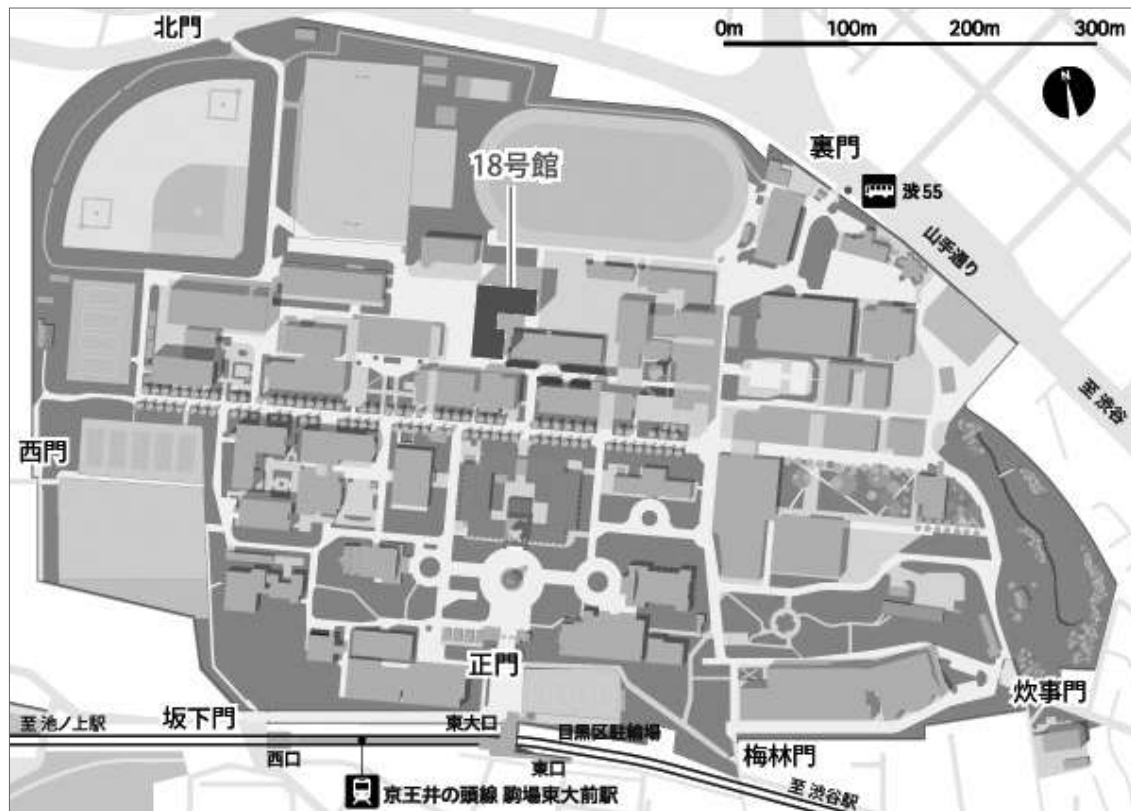 北門
0m 100m 200m 300m
N
裏門
18号館
渋55
山手通り
至 渋谷
西門
正門
炊事門
坂下門
至 池ノ上駅
東大口
目黒区駐輪場
西口
東口
梅林門
至 渋谷駅
京王井の頭線 駒場東大前駅